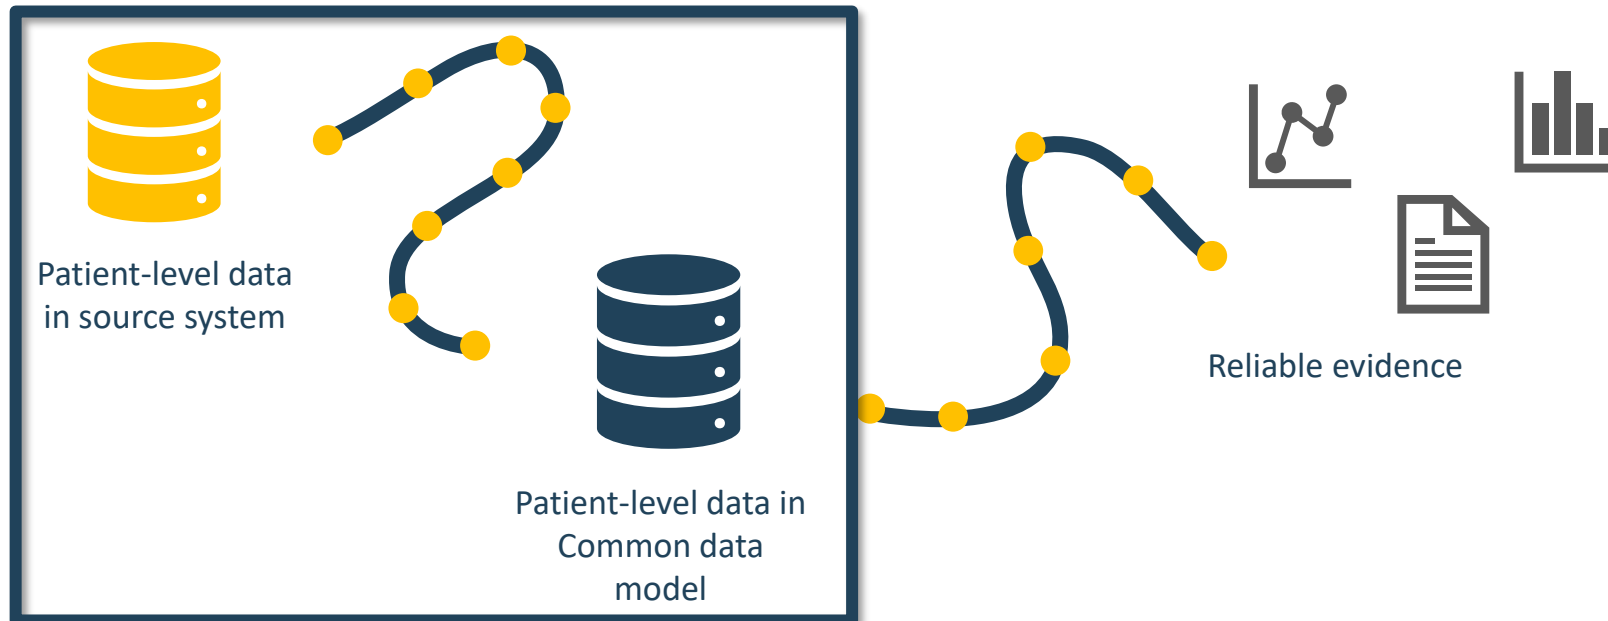 Patient-level data
in source system
Patient-level data in
Common data
model
Reliable evidence